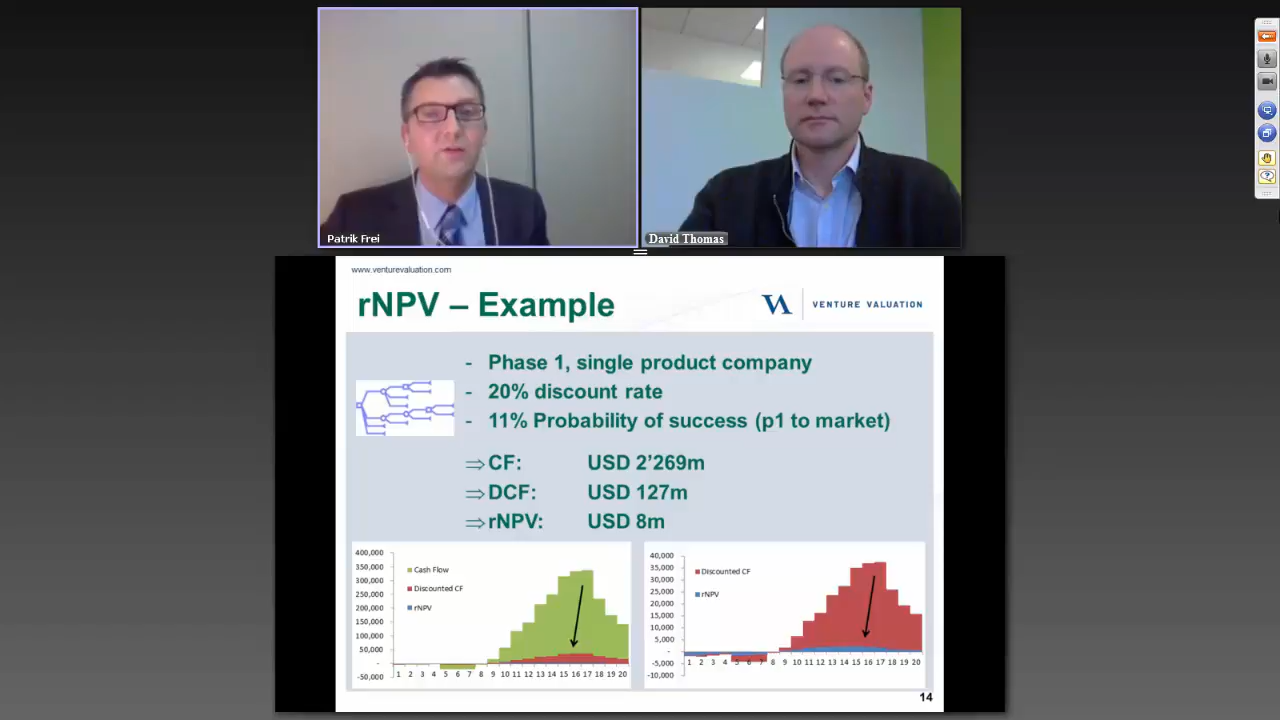 Patrik Frei
David Thomas
www.venturevaluation.com
rNPV – Example
VA VENTURE VALUATION
- Phase 1, single product company
- 20% discount rate
- 11% Probability of success (p1 to market)
⇒ CF: USD 2’269m
⇒ DCF: USD 127m
⇒ rNPV: USD 8m
400,000
350,000
300,000
250,000
200,000
150,000
100,000
50,000
-
-50,000
Cash Flow
Discounted CF
rNPV
1 2 3 4 5 6 7 8 9 10 11 12 13 14 15 16 17 18 19 20
40,000
35,000
30,000
25,000
20,000
15,000
10,000
5,000
-
-5,000
-10,000
Discounted CF
rNPV
1 2 3 4 5 6 7 8 9 10 11 12 13 14 15 16 17 18 19 20
14